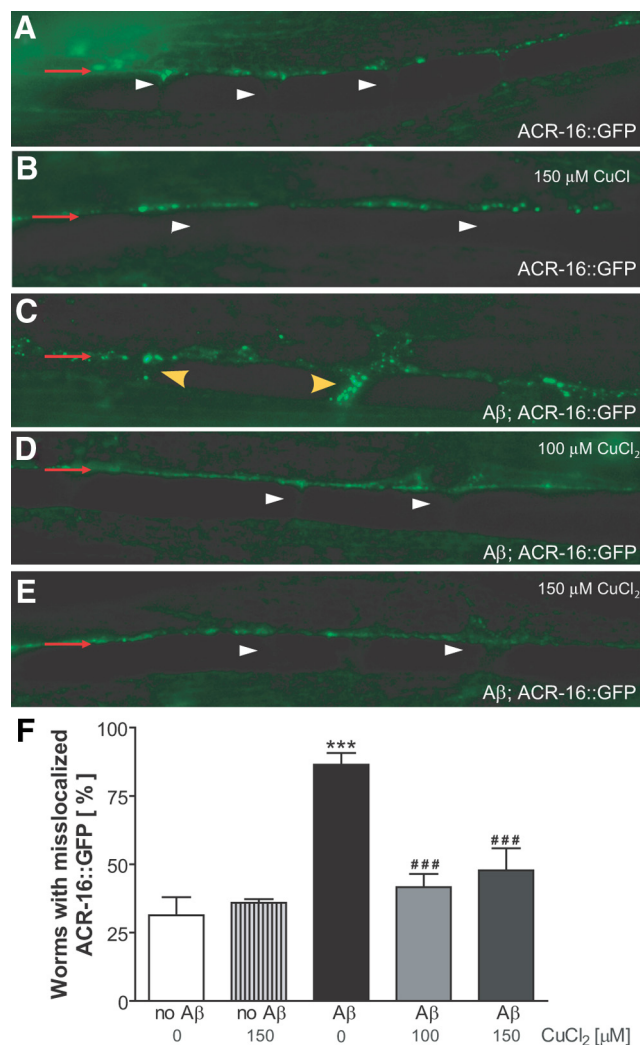 A
ACR-16::GFP
B
150 μM CuCl
ACR-16::GFP
C
Aβ; ACR-16::GFP
D
100 μM CuCl₂
Aβ; ACR-16::GFP
E
150 μM CuCl₂
Aβ; ACR-16::GFP
F
Worms with misslocalized
ACR-16::GFP [ % ]
100
75
50
25
0
***
###
###
no Aβ no Aβ Aβ Aβ Aβ
0 150 0 100 150 CuCl₂ [μM]